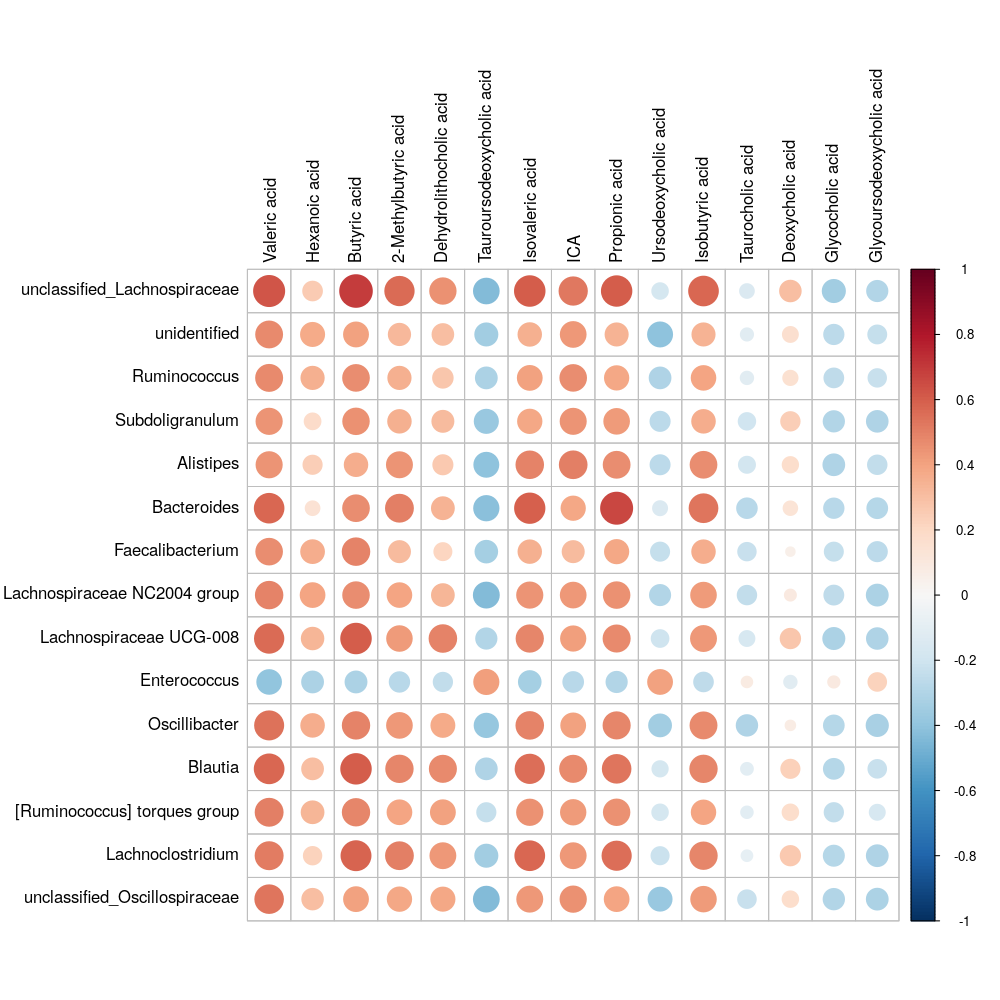 Valeric acid
Hexanoic acid
Butyric acid
2-Methylbutyric acid
Dehydrolithocholic acid
Tauroursodeoxycholic acid
Isovaleric acid
ICA
Propionic acid
Ursodeoxycholic acid
Isobutyric acid
Taurocholic acid
Deoxycholic acid
Glycocholic acid
Glycoursodeoxycholic acid
unclassified_Lachnospiraceae
unidentified
Ruminococcus
Subdoligranulum
Alistipes
Bacteroides
Faecalibacterium
Lachnospiraceae NC2004 group
Lachnospiraceae UCG-008
Enterococcus
Oscillibacter
Blautia
[Ruminococcus] torques group
Lachnoclostridium
unclassified_Oscillospiraceae
1
0.8
0.6
0.4
0.2
0
-0.2
-0.4
-0.6
-0.8
-1